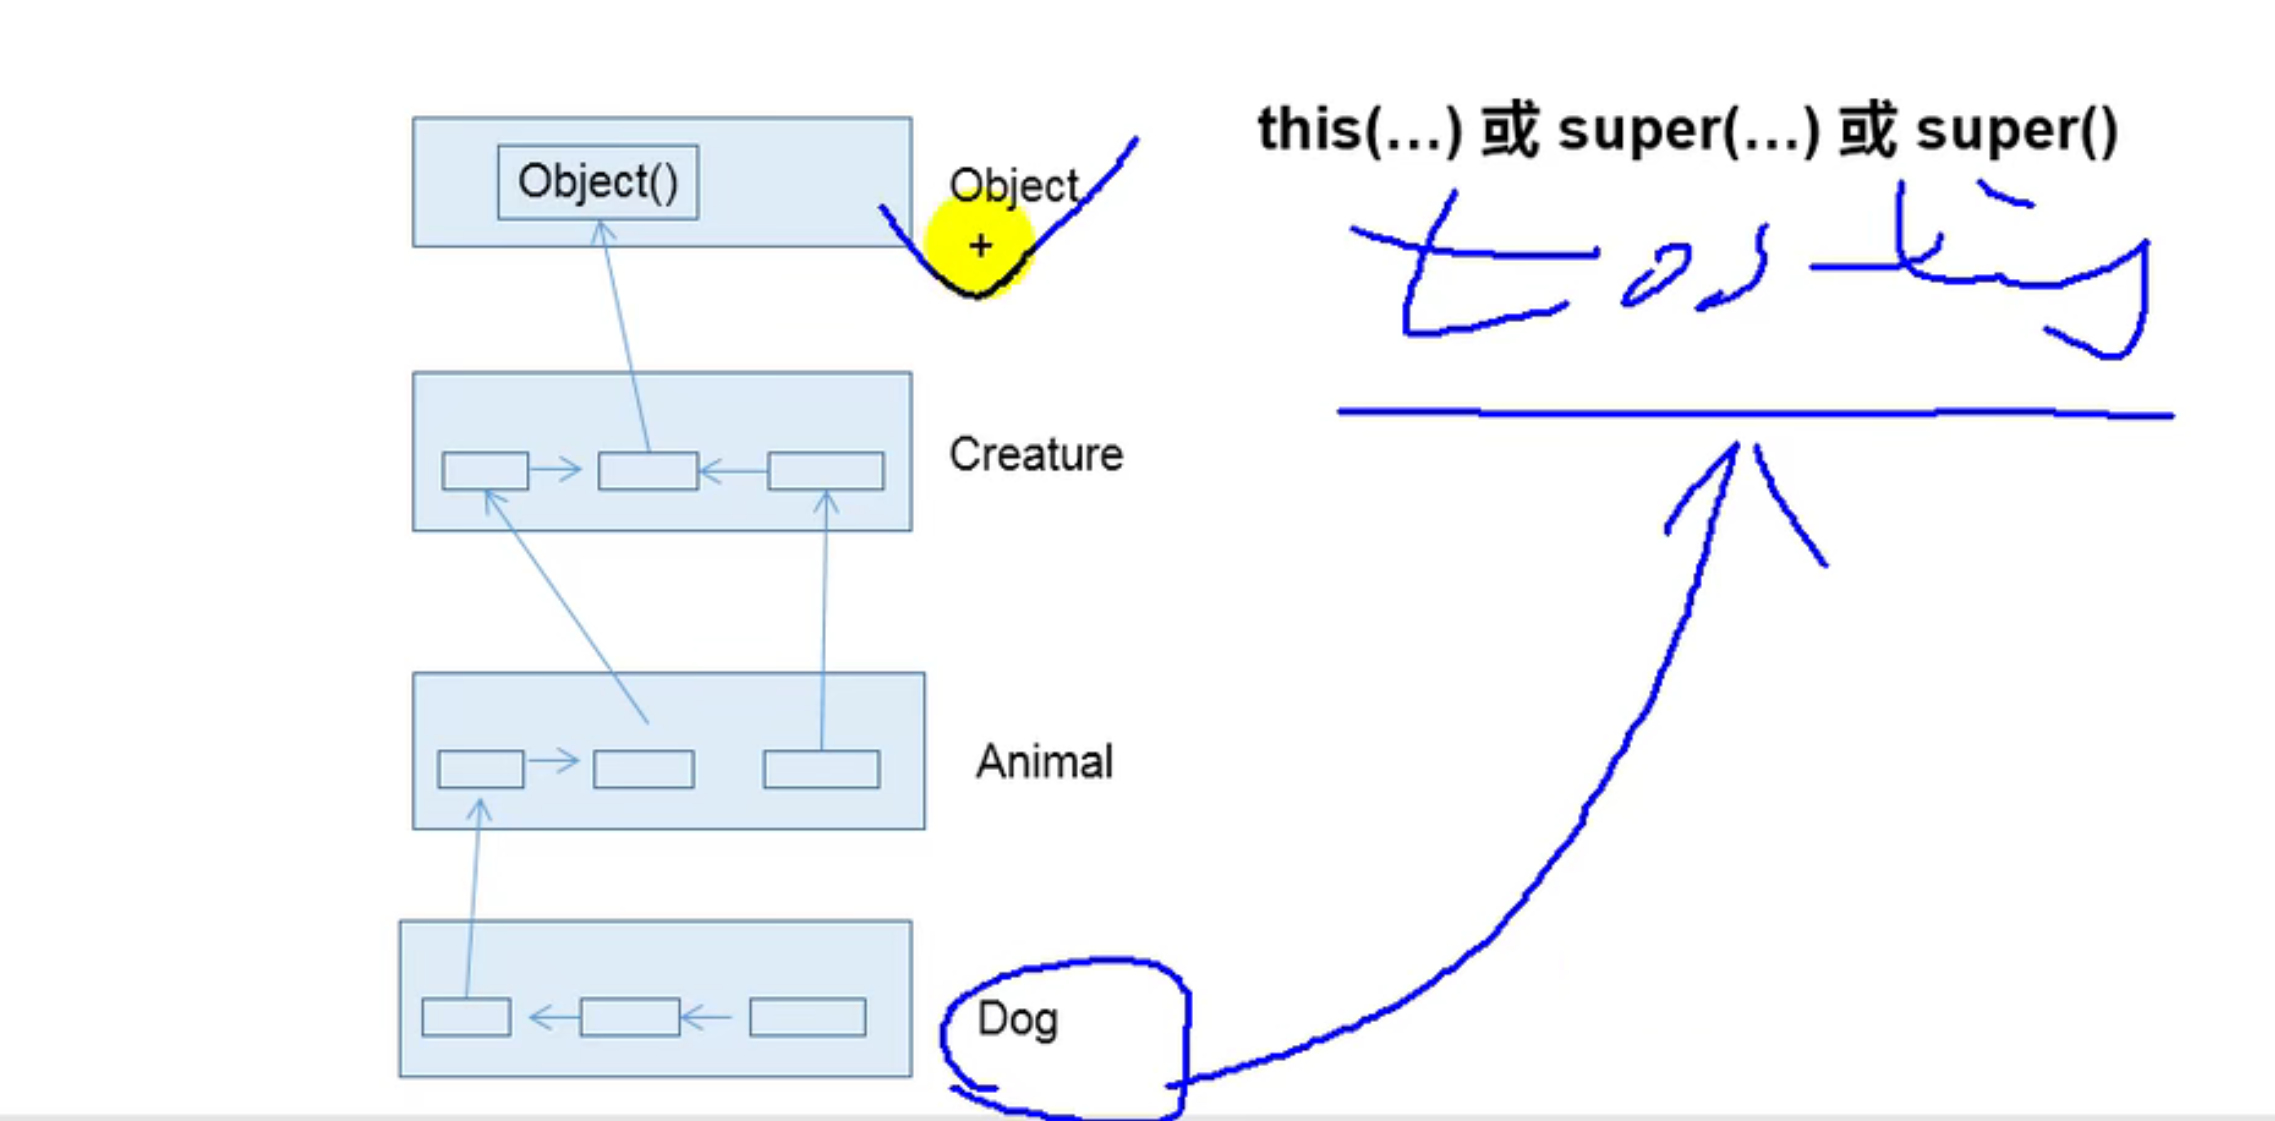 this(...) 或 super(...) 或 super()
Object()
Object
Creature
Animal
Dog